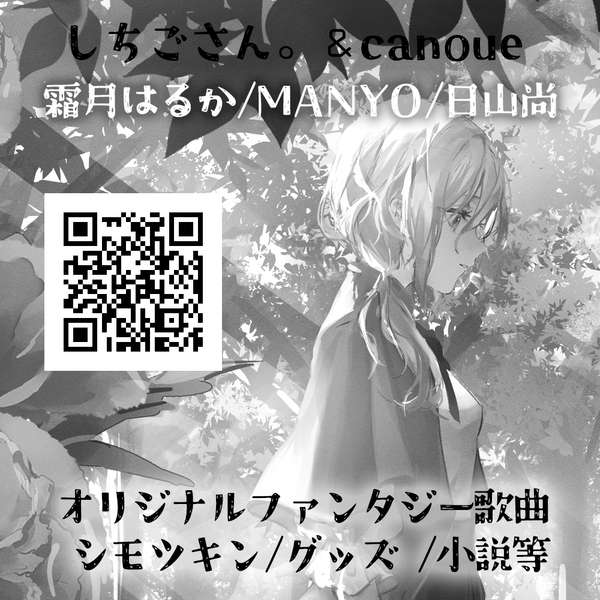 しちごさん。&canoue
霜月はるか/MANYO/日山尚
オリジナルファンタジー歌曲
シモツキン/グッズ /小説等